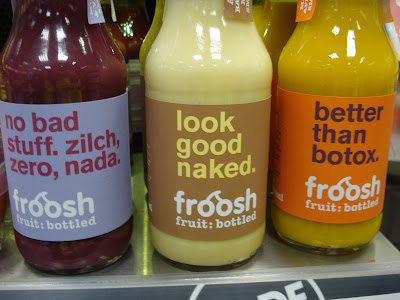 no bad
stuff. zilch,
zero, nada.
froosh
fruit: bottled
look
good
naked.
froosh
fruit: bottled
better
than
botox.
froosh
fruit: bottled